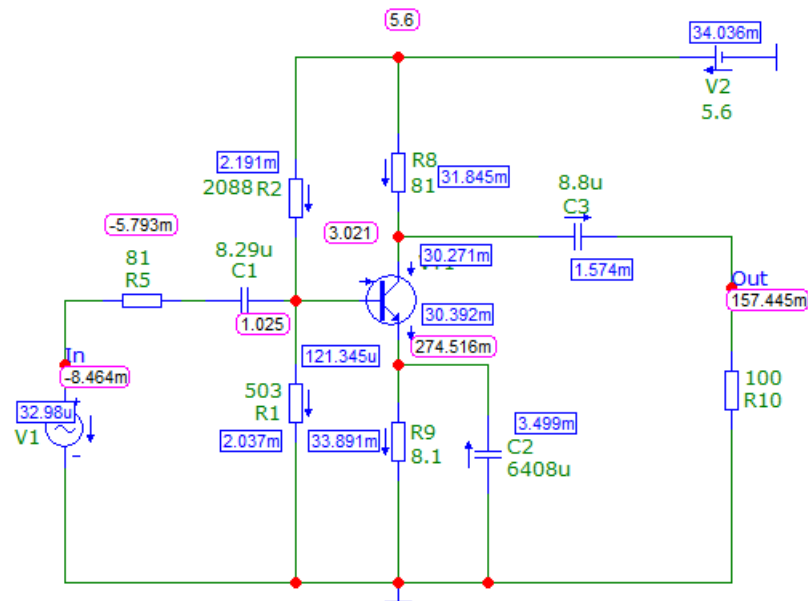 5.6
34.036m
V2
5.6
2.191m
2088 R2
R8
81
31.845m
8.8u
C3
-5.793m
81
R5
8.29u
C1
3.021
30.271m
1.574m
Out
157.445m
1.025
30.392m
274.516m
In
-8.464m
121.345u
503
R1
100
R10
32.98u
V1
2.037m
33.891m
R9
8.1
3.499m
C2
6408u